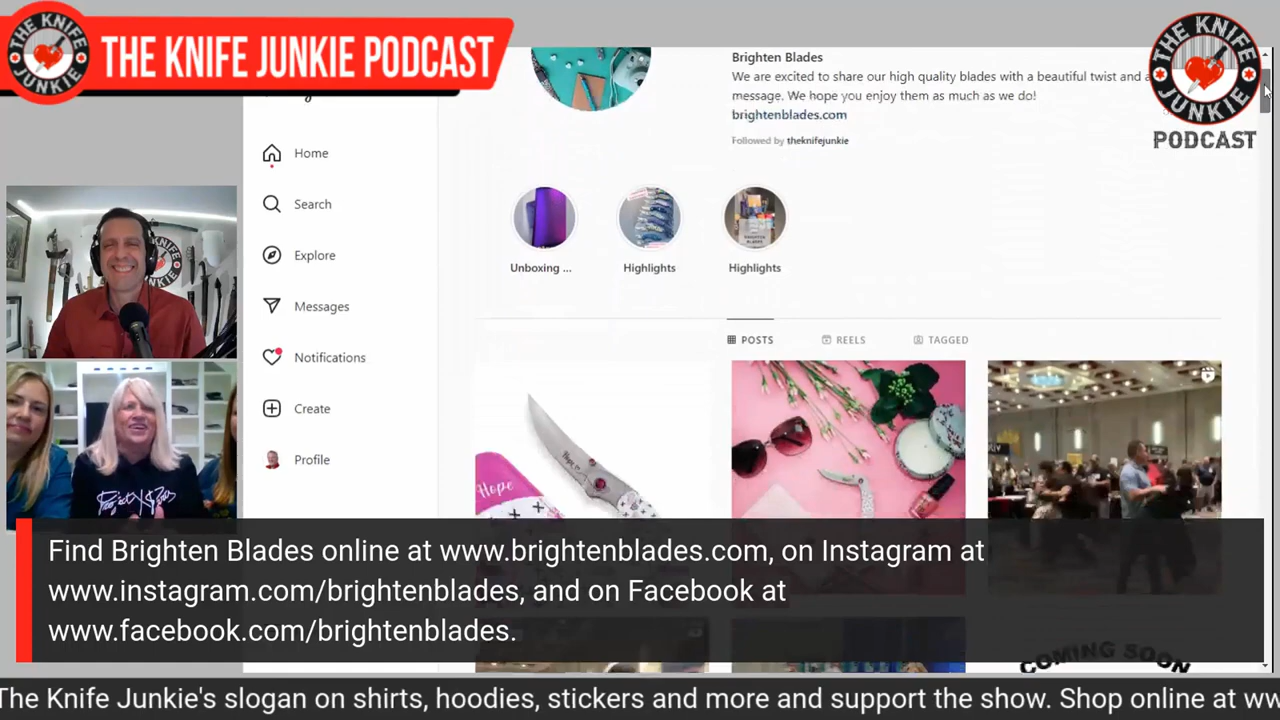 THE KNIFE JUNKIE
THE KNIFE JUNKIE PODCAST
THE KNIFE JUNKIE
PODCAST
Brighten Blades
We are excited to share our high quality blades with a beautiful twist and a
message. We hope you enjoy them as much as we do!
brightenblades.com
Followed by theknifejunkie
Home
Search
Explore
Messages
Notifications
Create
Profile
Unboxing ...
Highlights
Highlights
POSTS
REELS
TAGGED
Hope
Hope
COMING SOON
Find Brighten Blades online at www.brightenblades.com, on Instagram at
www.instagram.com/brightenblades, and on Facebook at
www.facebook.com/brightenblades.
The Knife Junkie's slogan on shirts, hoodies, stickers and more and support the show. Shop online at ww